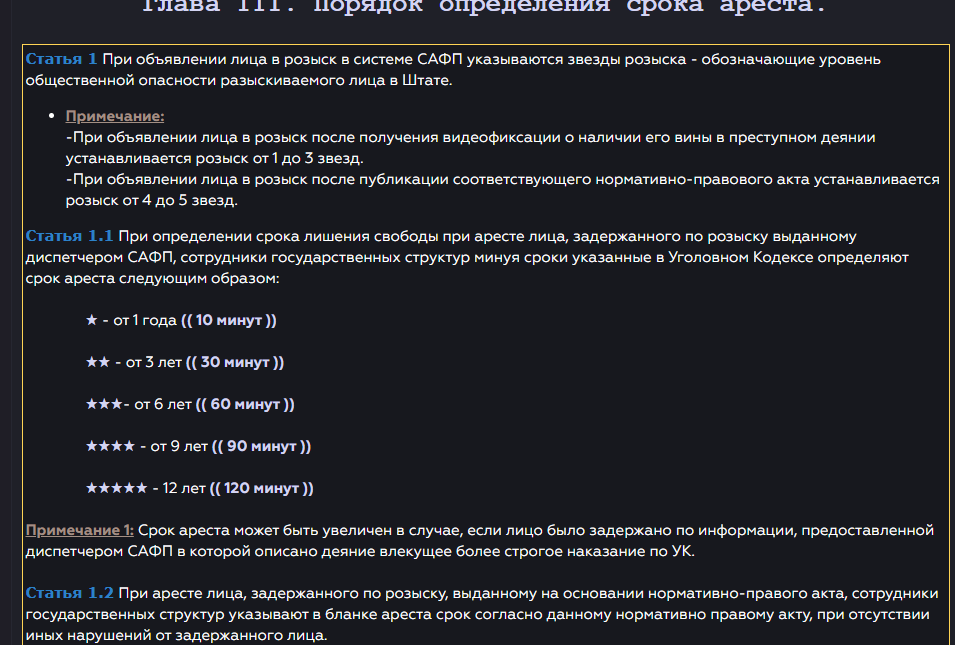 Глава III. Порядок определения срока ареста.
Статья 1 При объявлении лица в розыск в системе САФП указываются звезды розыска - обозначающие уровень
общественной опасности разыскиваемого лица в Штате.
• Примечание:
-При объявлении лица в розыск после получения видеофиксации о наличии его вины в преступном деянии
устанавливается розыск от 1 до 3 звезд.
-При объявлении лица в розыск после публикации соответствующего нормативно-правового акта устанавливается
розыск от 4 до 5 звезд.
Статья 1.1 При определении срока лишения свободы при аресте лица, задержанного по розыску выданному
диспетчером САФП, сотрудники государственных структур минуя сроки указанные в Уголовном Кодексе определяют
срок ареста следующим образом:
★ - от 1 года (( 10 минут ))
★★ - от 3 лет (( 30 минут ))
★★★- от 6 лет (( 60 минут ))
★★★★ - от 9 лет (( 90 минут ))
★★★★★ - 12 лет (( 120 минут ))
Примечание 1: Срок ареста может быть увеличен в случае, если лицо было задержано по информации, предоставленной
диспетчером САФП в которой описано деяние влекущее более строгое наказание по УК.
Статья 1.2 При аресте лица, задержанного по розыску, выданному на основании нормативно-правого акта, сотрудники
государственных структур указывают в бланке ареста срок согласно данному нормативно правому акту, при отсутствии
иных нарушений от задержанного лица.